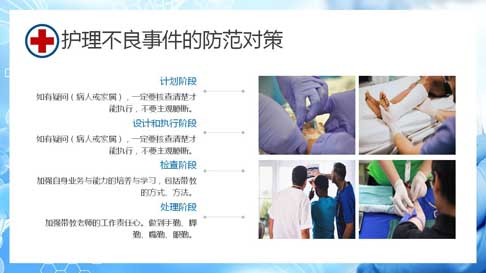 护理不良事件的防范对策
计划阶段
如有疑问（病人或家属），一定要核查清楚才
能执行，不要主观臆断。
设计和执行阶段
如有疑问（病人或家属），一定要核查清楚才
能执行，不要主观臆断。
检查阶段
加强自身业务与能力的培养与学习，包括带教
的方式、方法。
处理阶段
加强带教老师的工作责任心。做到手勤、脚
勤、嘴勤、眼勤。